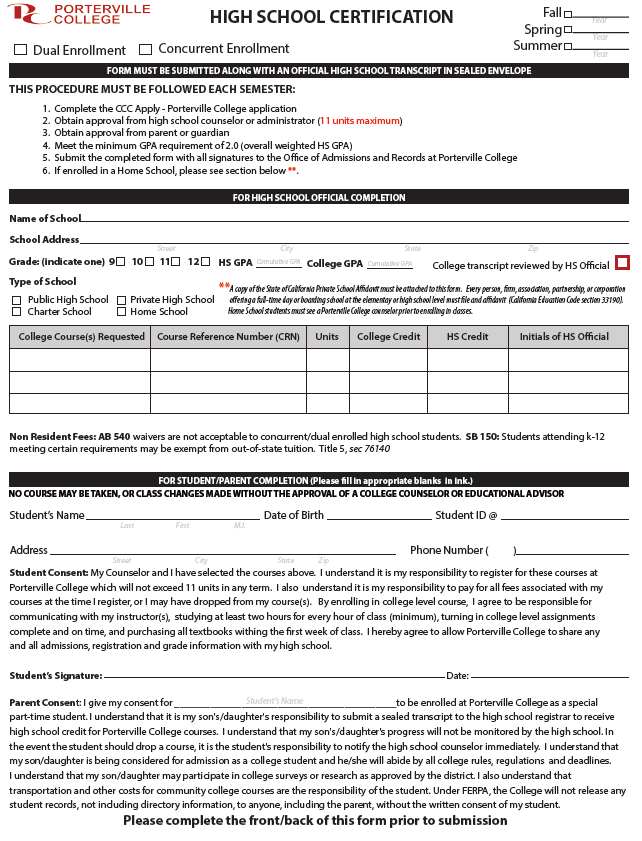 PORTERVILLE
COLLEGE
HIGH SCHOOL CERTIFICATION
Fall
Year
Spring
Year
Summer
Year
Dual Enrollment Concurrent Enrollment
FORM MUST BE SUBMITTED ALONG WITH AN OFFICIAL HIGH SCHOOL TRANSCRIPT IN SEALED ENVELOPE
THIS PROCEDURE MUST BE FOLLOWED EACH SEMESTER:
1. Complete the CCC Apply - Porterville College application
2. Obtain approval from high school counselor or administrator (11 units maximum)
3. Obtain approval from parent or guardian
4. Meet the minimum GPA requirement of 2.0 (overall weighted HS GPA)
5. Submit the completed form with all signatures to the Office of Admissions and Records at Porterville College
6. If enrolled in a Home School, please see section below **.
FOR HIGH SCHOOL OFFICIAL COMPLETION
Name of School
School Address
Street City State Zip
Grade: (indicate one) 9 10 11 12 HS GPA Cumulative GPA College GPA Cumulative GPA College transcript reviewed by HS Official
Type of School
Public High School Private High School
Charter School Home School
**A copy of the State of California Private School Affidavit must be attached to this form. Every person, firm, association, partnership, or corporation
offering a full-time day or boarding school at the elementary or high school level must file and affidavit (California Education Code section 33190).
Home School students must see a Porterville College counselor prior to enrolling in classes.
College Course(s) Requested Course Reference Number (CRN) Units College Credit HS Credit Initials of HS Official
Non Resident Fees: AB 540 waivers are not acceptable to concurrent/dual enrolled high school students. SB 150: Students attending k-12
meeting certain requirements may be exempt from out-of-state tuition. Title 5, sec 76140
FOR STUDENT/PARENT COMPLETION (Please fill in appropriate blanks in ink.)
NO COURSE MAY BE TAKEN, OR CLASS CHANGES MADE WITHOUT THE APPROVAL OF A COLLEGE COUNSELOR OR EDUCATIONAL ADVISOR
Student's Name Date of Birth Student ID @
Last First M.I.
Address Phone Number ( )
Street City State Zip
Student Consent: My Counselor and I have selected the courses above. I understand it is my responsibility to register for these courses at
Porterville College which will not exceed 11 units in any term. I also understand it is my responsibility to pay for all fees associated with my
courses at the time I register, or I may have dropped from my course(s). By enrolling in college level course, I agree to be responsible for
communicating with my instructor(s), studying at least two hours for every hour of class (minimum), turning in college level assignments
complete and on time, and purchasing all textbooks withing the first week of class. I hereby agree to allow Porterville College to share any
and all admissions, registration and grade information with my high school.
Student's Signature: Date:
Parent Consent: I give my consent for Student's Name to be enrolled at Porterville College as a special
part-time student. I understand that it is my son's/daughter's responsibility to submit a sealed transcript to the high school registrar to receive
high school credit for Porterville College courses. I understand that my son's/daughter's progress will not be monitored by the high school. In
the event the student should drop a course, it is the student's responsibility to notify the high school counselor immediately. I understand that
my son/daughter is being considered for admission as a college student and he/she will abide by all college rules, regulations and deadlines.
I understand that my son/daughter may participate in college surveys or research as approved by the district. I also understand that
transportation and other costs for community college courses are the responsibility of the student. Under FERPA, the College will not release any
student records, not including directory information, to anyone, including the parent, without the written consent of my student.
Please complete the front/back of this form prior to submission